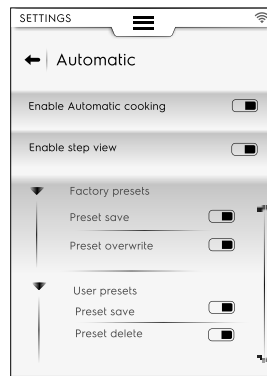 SETTINGS
Automatic
Enable Automatic cooking
Enable step view
Factory presets
Preset save
Preset overwrite
User presets
Preset save
Preset delete